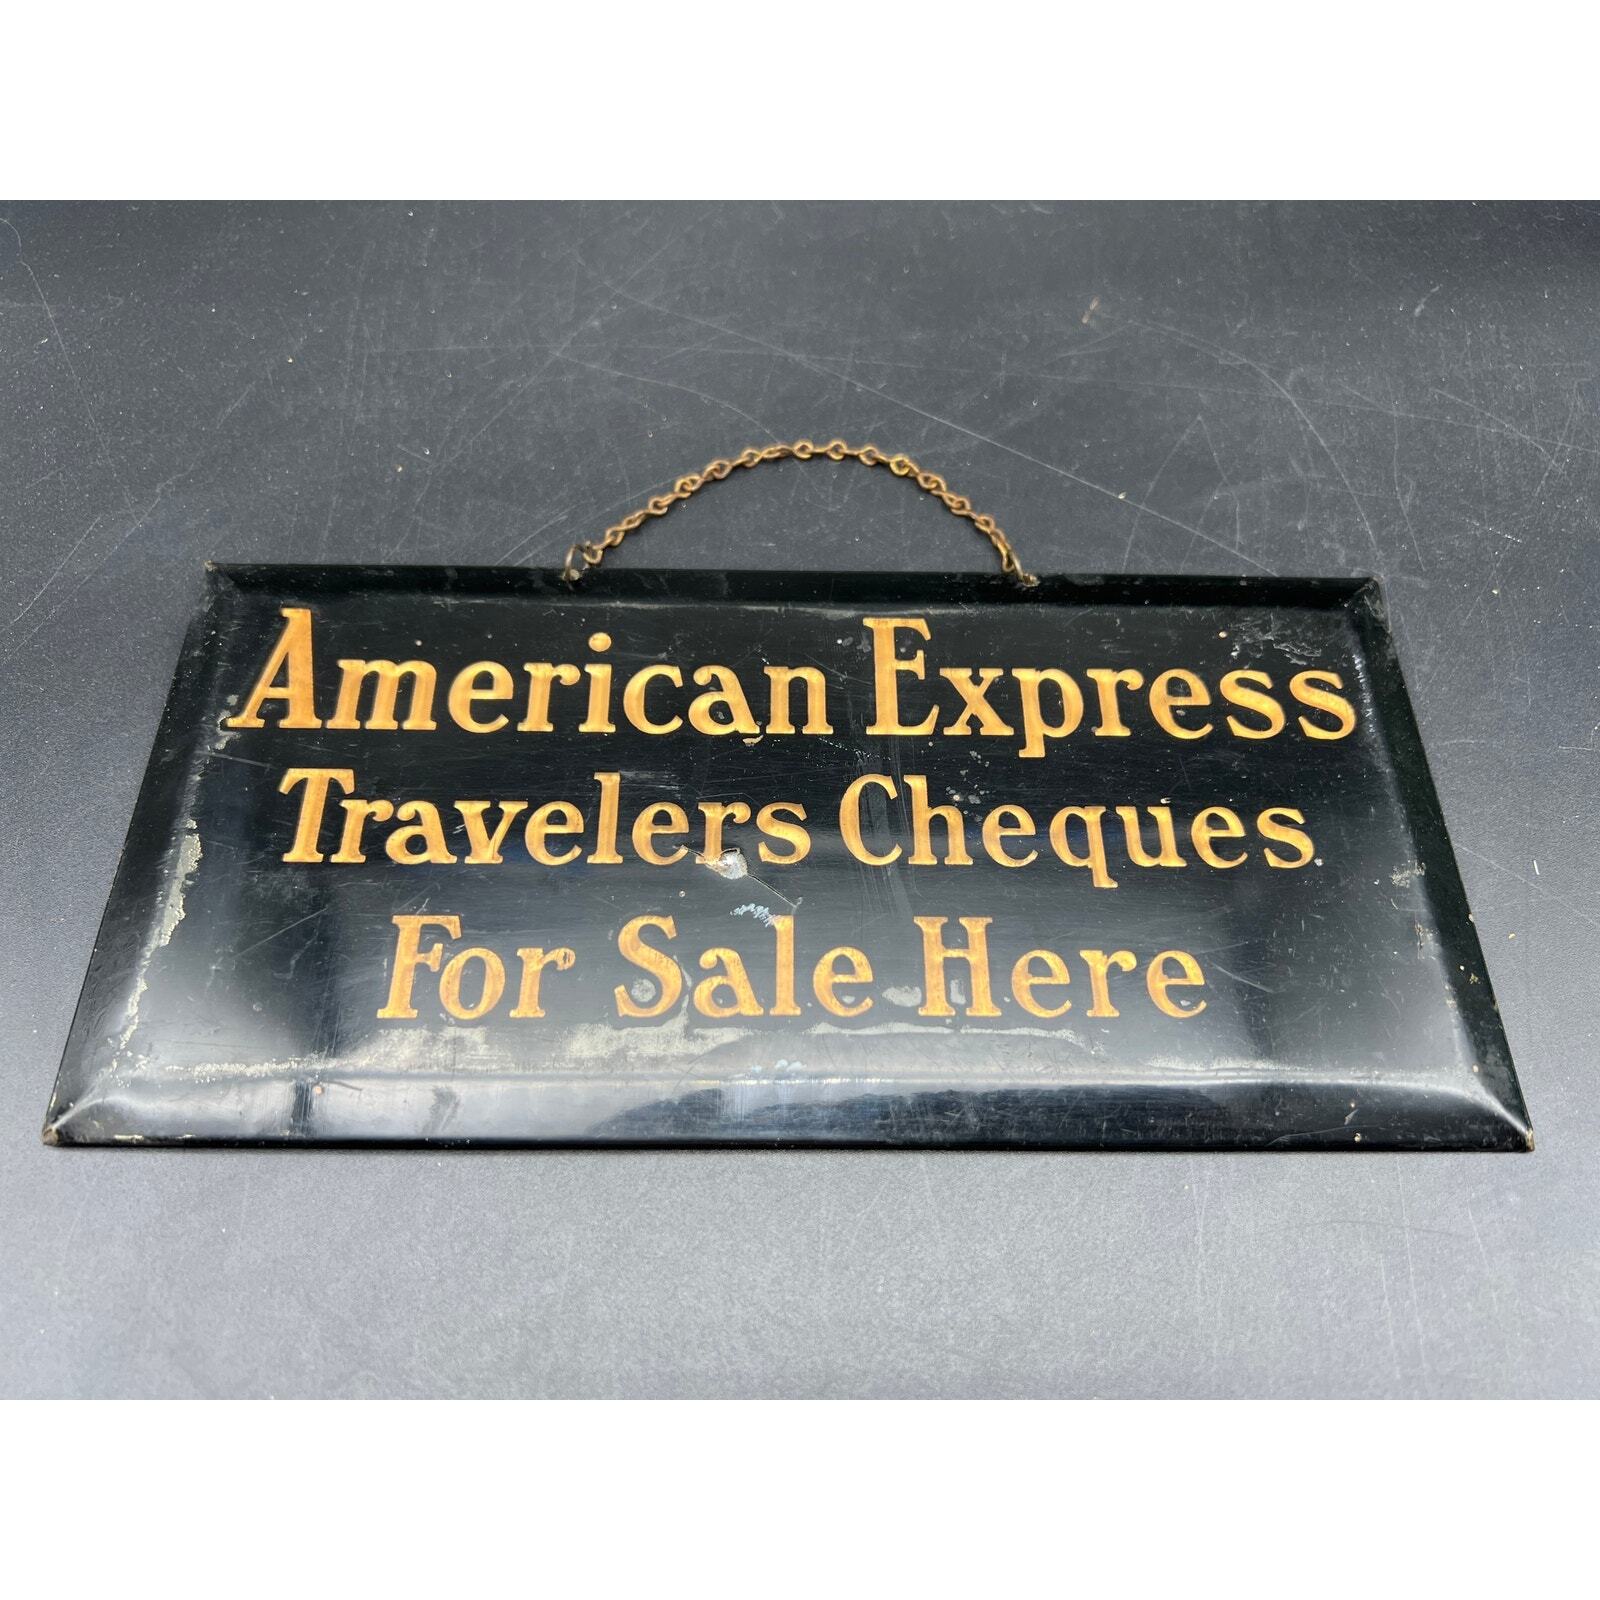 American Express
Travelers Cheques
For Sale Here